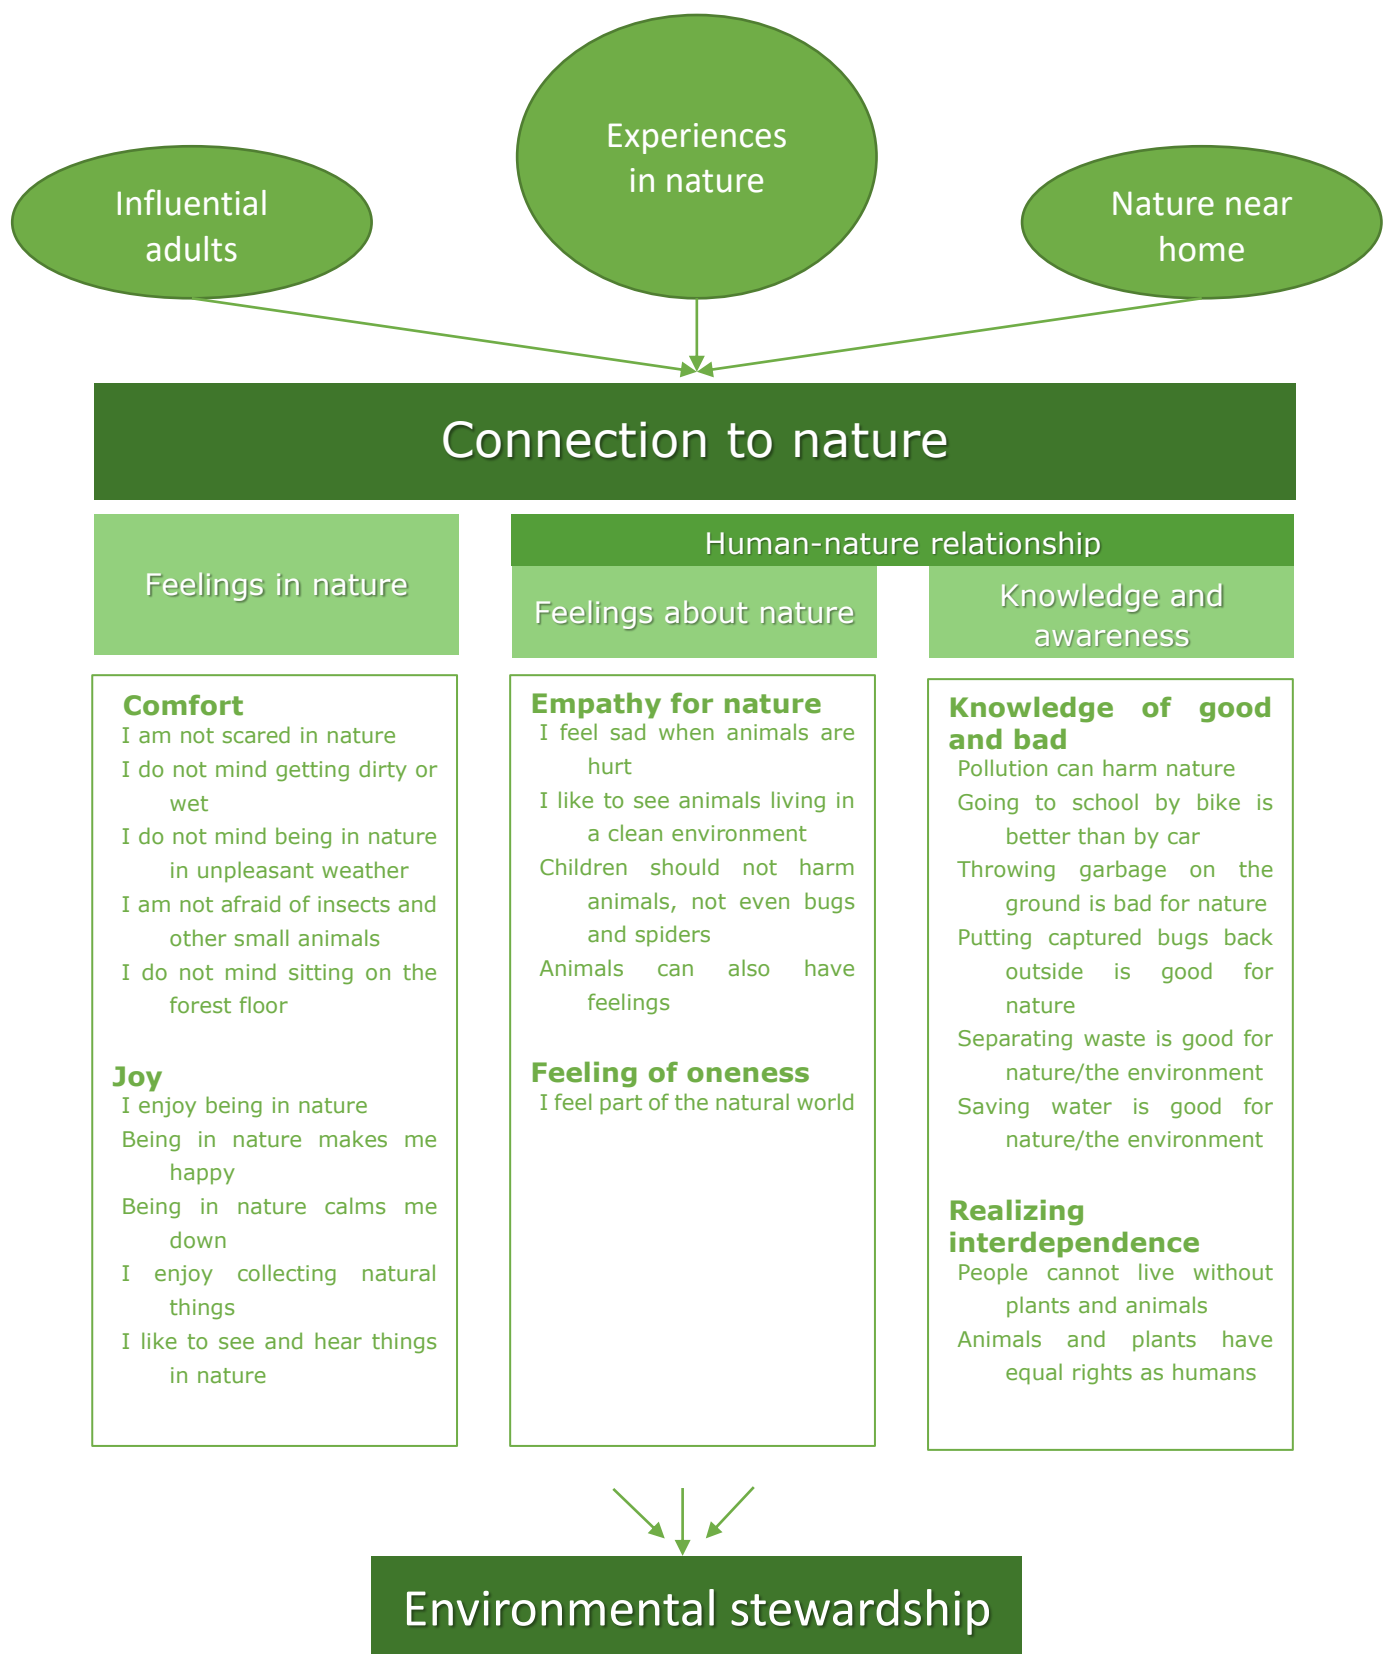 Experiences
in nature
Influential
adults
Nature near
home
Connection to nature
Feelings in nature
Human-nature relationship
Feelings about nature
Knowledge and
awareness
Comfort
I am not scared in nature
I do not mind getting dirty or
wet
I do not mind being in nature
in unpleasant weather
I am not afraid of insects and
other small animals
I do not mind sitting on the
forest floor
Joy
I enjoy being in nature
Being in nature makes me
happy
Being in nature calms me
down
I enjoy collecting natural
things
I like to see and hear things
in nature
Empathy for nature
I feel sad when animals are
hurt
I like to see animals living in
a clean environment
Children should not harm
animals, not even bugs
and spiders
Animals can also have
feelings
Feeling of oneness
I feel part of the natural world
Knowledge of good
and bad
Pollution can harm nature
Going to school by bike is
better than by car
Throwing garbage on the
ground is bad for nature
Putting captured bugs back
outside is good for
nature
Separating waste is good for
nature/the environment
Saving water is good for
nature/the environment
Realizing
interdependence
People cannot live without
plants and animals
Animals and plants have
equal rights as humans
Environmental stewardship